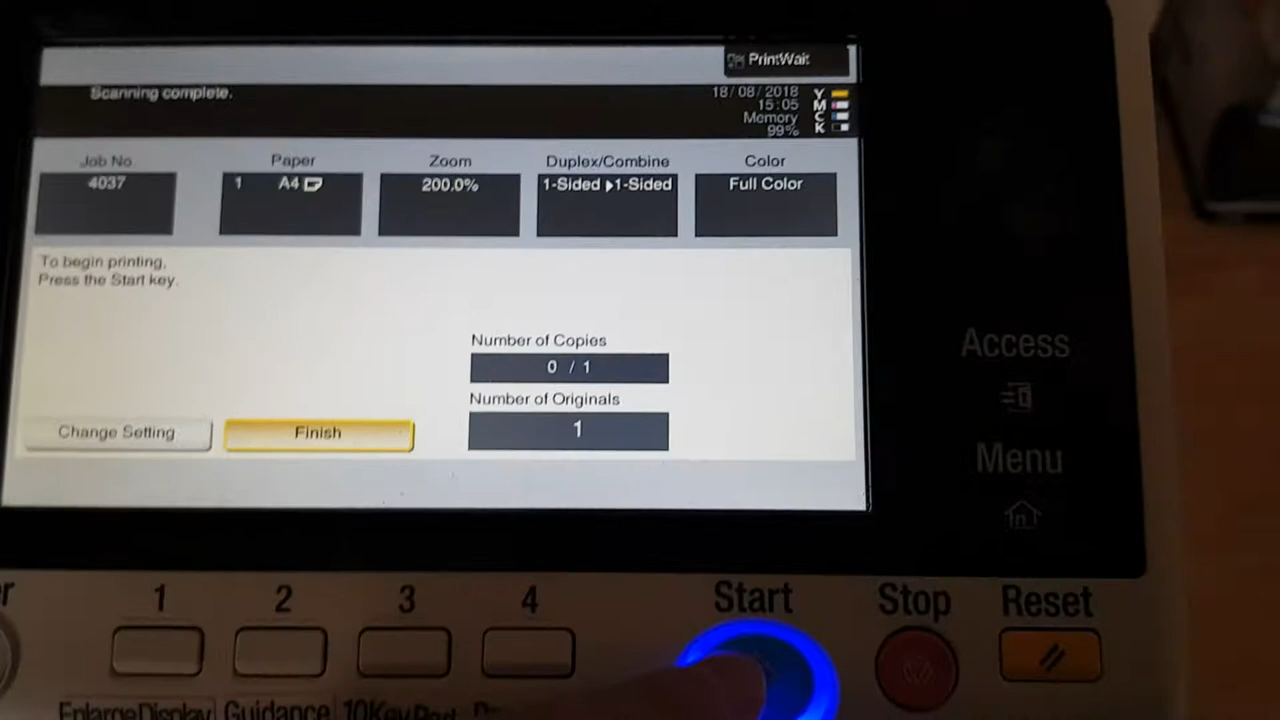 PrintWait
Scanning complete.
18/08/2018
15:05
Memory
99%
Y
M
C
K
Job No.
Paper
Zoom
Duplex/Combine
Color
4037
1 A4
200.0%
1-Sided ▶1-Sided
Full Color
To begin printing,
Press the Start key.
Number of Copies
0 / 1
Number of Originals
1
Change Setting
Finish
Access
Menu
1
2
3
4
Start
Stop
Reset
EnlargeDisplay
Guidance
10KeyPad